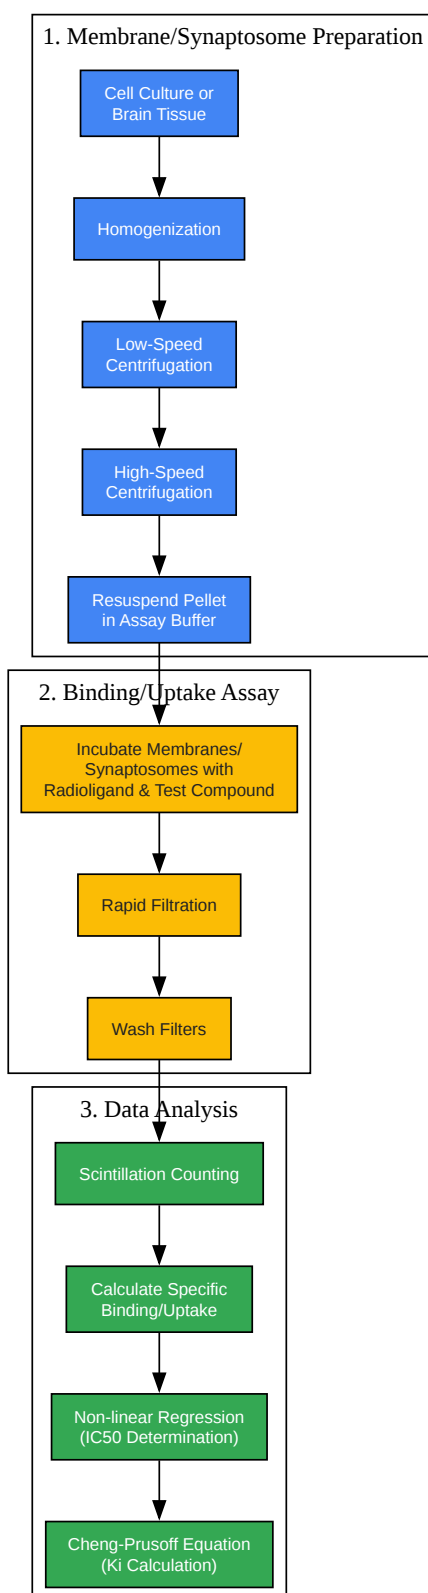 1. Membrane/Synaptosome Preparation
Cell Culture or
Brain Tissue
Homogenization
Low-Speed
Centrifugation
High-Speed
Centrifugation
Resuspend Pellet
in Assay Buffer
2. Binding/Uptake Assay
Incubate Membranes/
Synaptosomes with
Radioligand & Test Compound
Rapid Filtration
Wash Filters
3. Data Analysis
Scintillation Counting
Calculate Specific
Binding/Uptake
Non-linear Regression
(IC50 Determination)
Cheng-Prusoff Equation
(Ki Calculation)